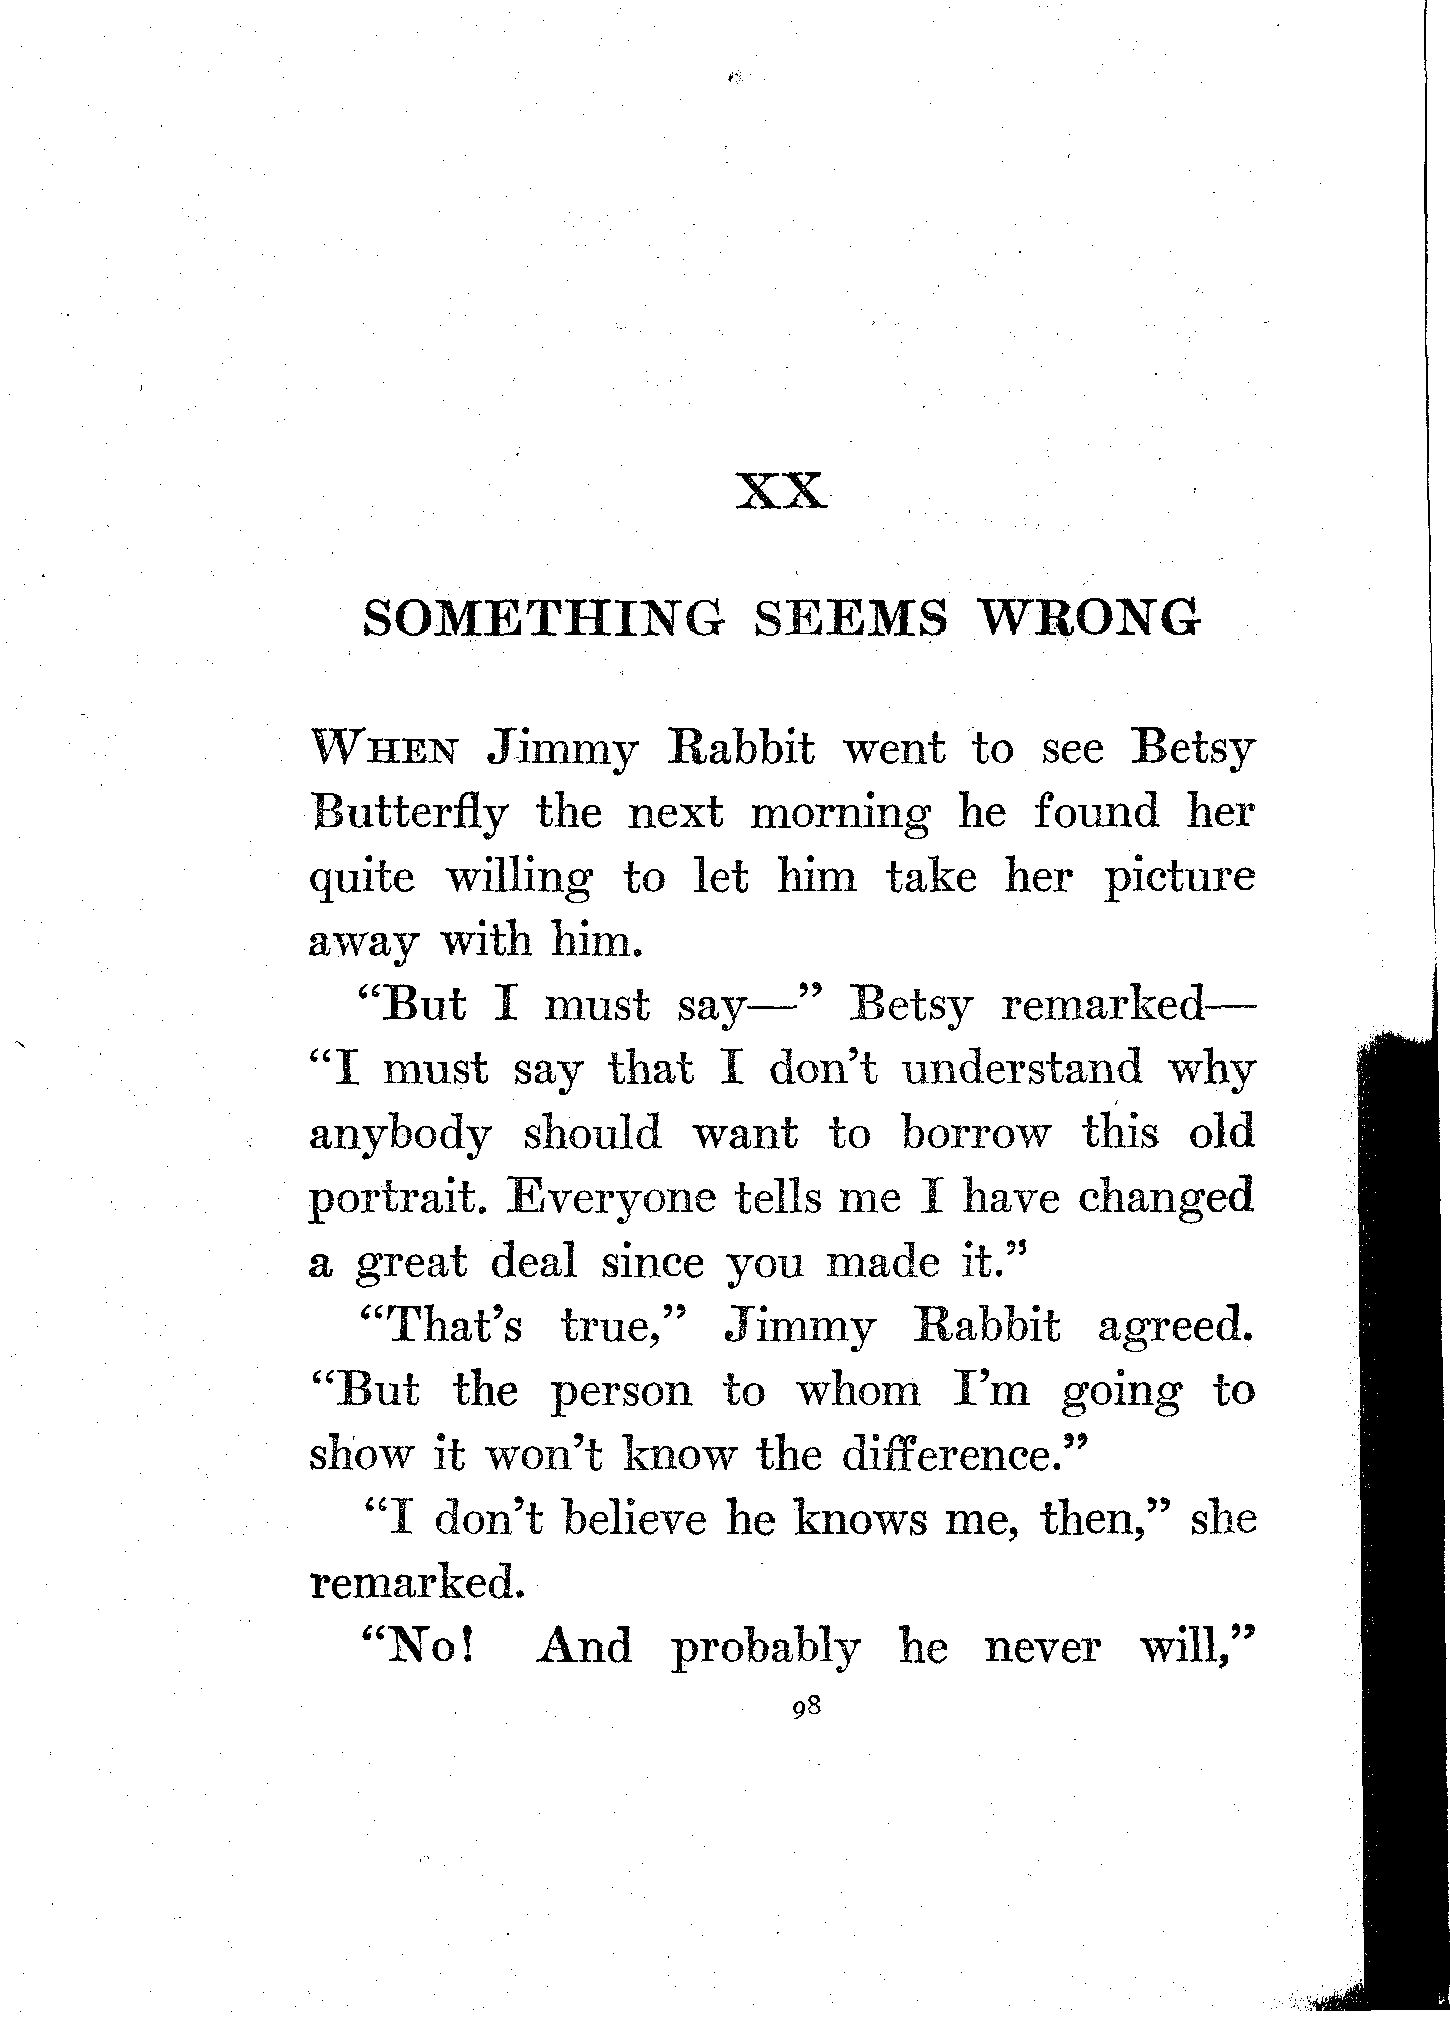 XX
SOMETHING SEEMS WRONG
WHEN Jimmy Rabbit went to see Betsy
Butterfly the next morning he found her
quite willing to let him take her picture
away with him.
“But I must say—” Betsy remarked—
“I must say that I don’t understand why
anybody should want to borrow this old
portrait. Everyone tells me I have changed
a great deal since you made it.”
“That’s true,” Jimmy Rabbit agreed.
“But the person to whom I’m going to
show it won’t know the difference.”
“I don’t believe he knows me, then,” she
remarked.
“No! And probably he never will,”
98